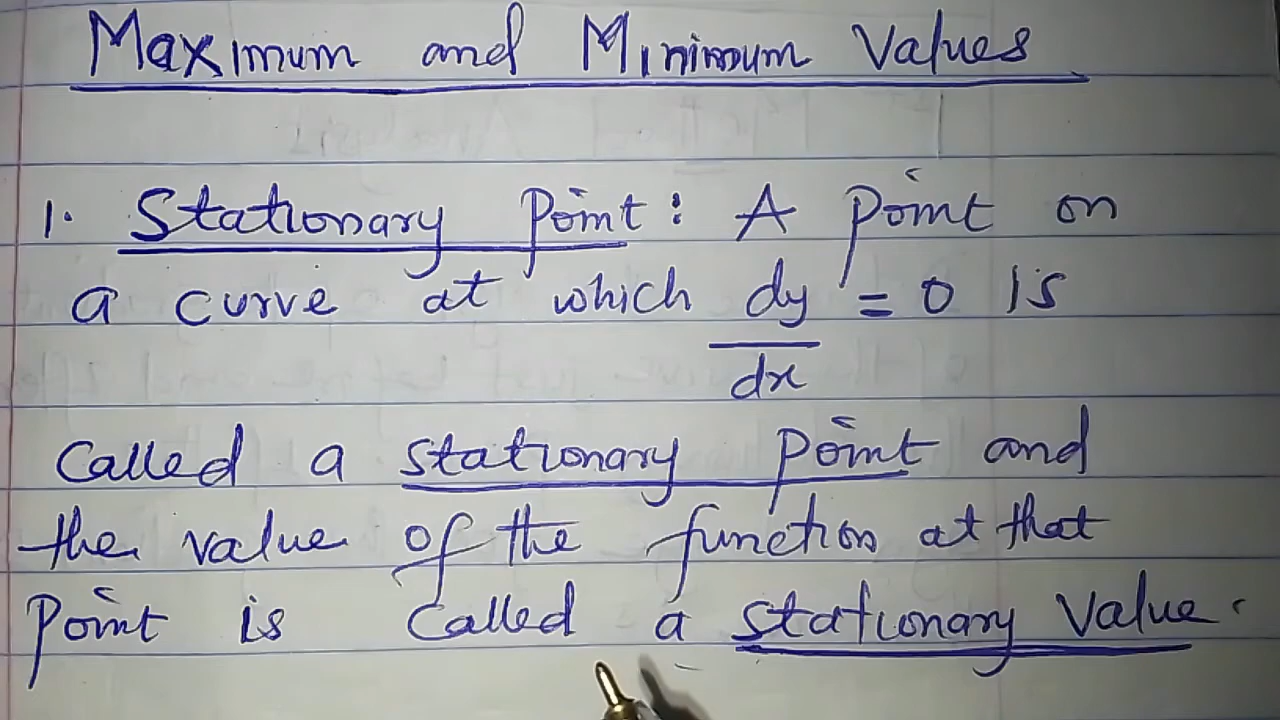 Maximum and Minimum Values
1. Stationary Point: A point on
a curve at which dy/dx = 0 is
called a stationary point and
the value of the function at that
Point is called a stationary value.